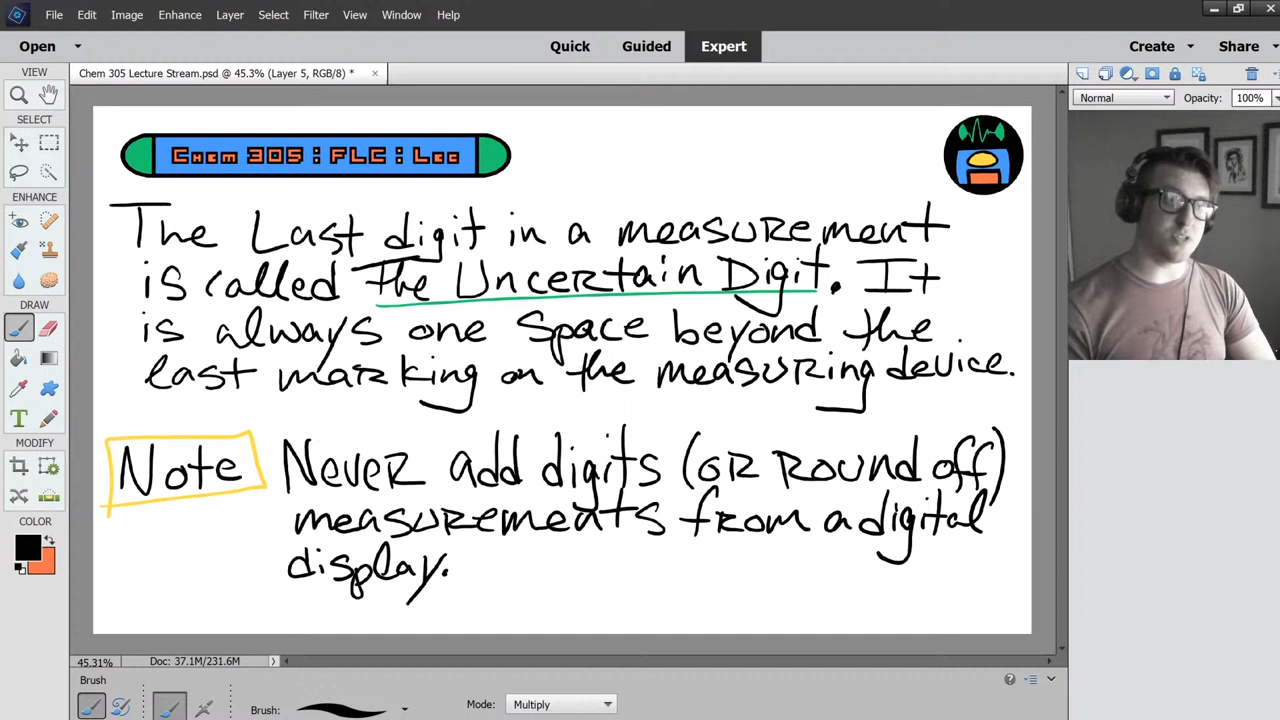 File Edit Image Enhance Layer Select Filter View Window Help
Open Quick Guided Expert Create Share
VIEW
Chem 305 Lecture Stream.psd @ 45.3% (Layer 5, RGB/8) *
Normal Opacity: 100%
SELECT
Chem 305 : FLC : Lec
ENHANCE
The Last digit in a measurement
is called The Uncertain Digit. It
is always one space beyond the
last marking on the measuring device.
DRAW
MODIFY
COLOR
Note Never add digits (or round off)
measurements from a digital
display.
45.31% Doc: 37.1M/231.6M
Brush
Brush: Mode: Multiply